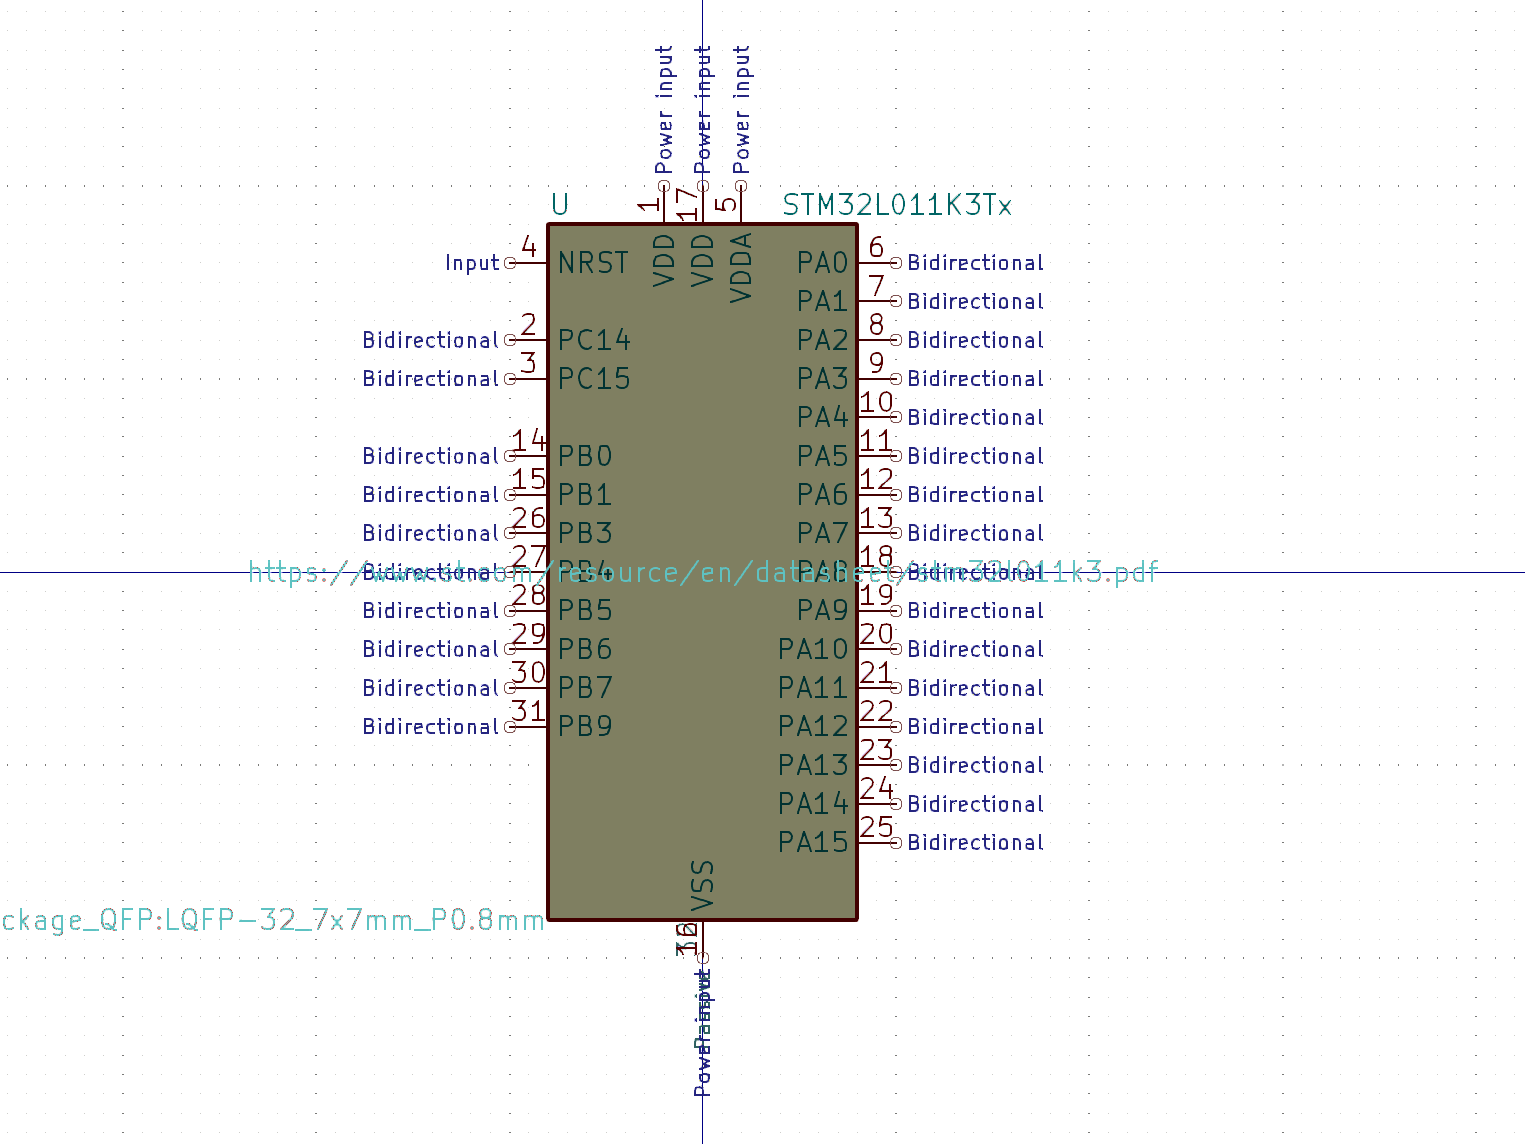 Power input
Power input
Power input
1
17
5
U
STM32L011K3Tx
VDD
VDD
VDDA
Input 4 NRST
PA0 6 Bidirectional
PA1 7 Bidirectional
Bidirectional 2 PC14
PA2 8 Bidirectional
Bidirectional 3 PC15
PA3 9 Bidirectional
PA4 10 Bidirectional
Bidirectional 14 PB0
PA5 11 Bidirectional
Bidirectional 15 PB1
PA6 12 Bidirectional
Bidirectional 26 PB3
PA7 13 Bidirectional
Bidirectional 27 PB4
https://www.st.com/resource/en/datasheet/stm32l011k3.pdf
PA8 18 Bidirectional
Bidirectional 28 PB5
PA9 19 Bidirectional
Bidirectional 29 PB6
PA10 20 Bidirectional
Bidirectional 30 PB7
PA11 21 Bidirectional
Bidirectional 31 PB9
PA12 22 Bidirectional
PA13 23 Bidirectional
PA14 24 Bidirectional
PA15 25 Bidirectional
VSS
ckage_QFP:LQFP-32_7x7mm_P0.8mm
16
Power input